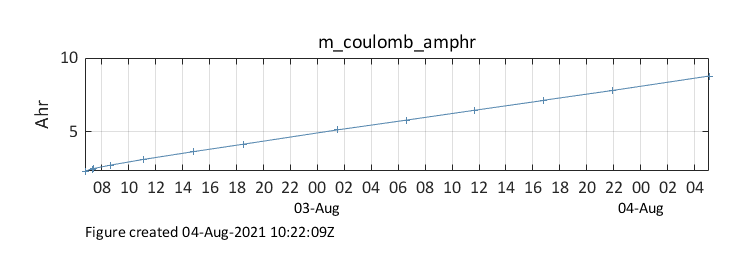 m_coulomb_amphr
10
5
Ahr
08 10 12 14 16 18 20 22 00 02 04 06 08 10 12 14 16 18 20 22 00 02 04
03-Aug 04-Aug
Figure created 04-Aug-2021 10:22:09Z